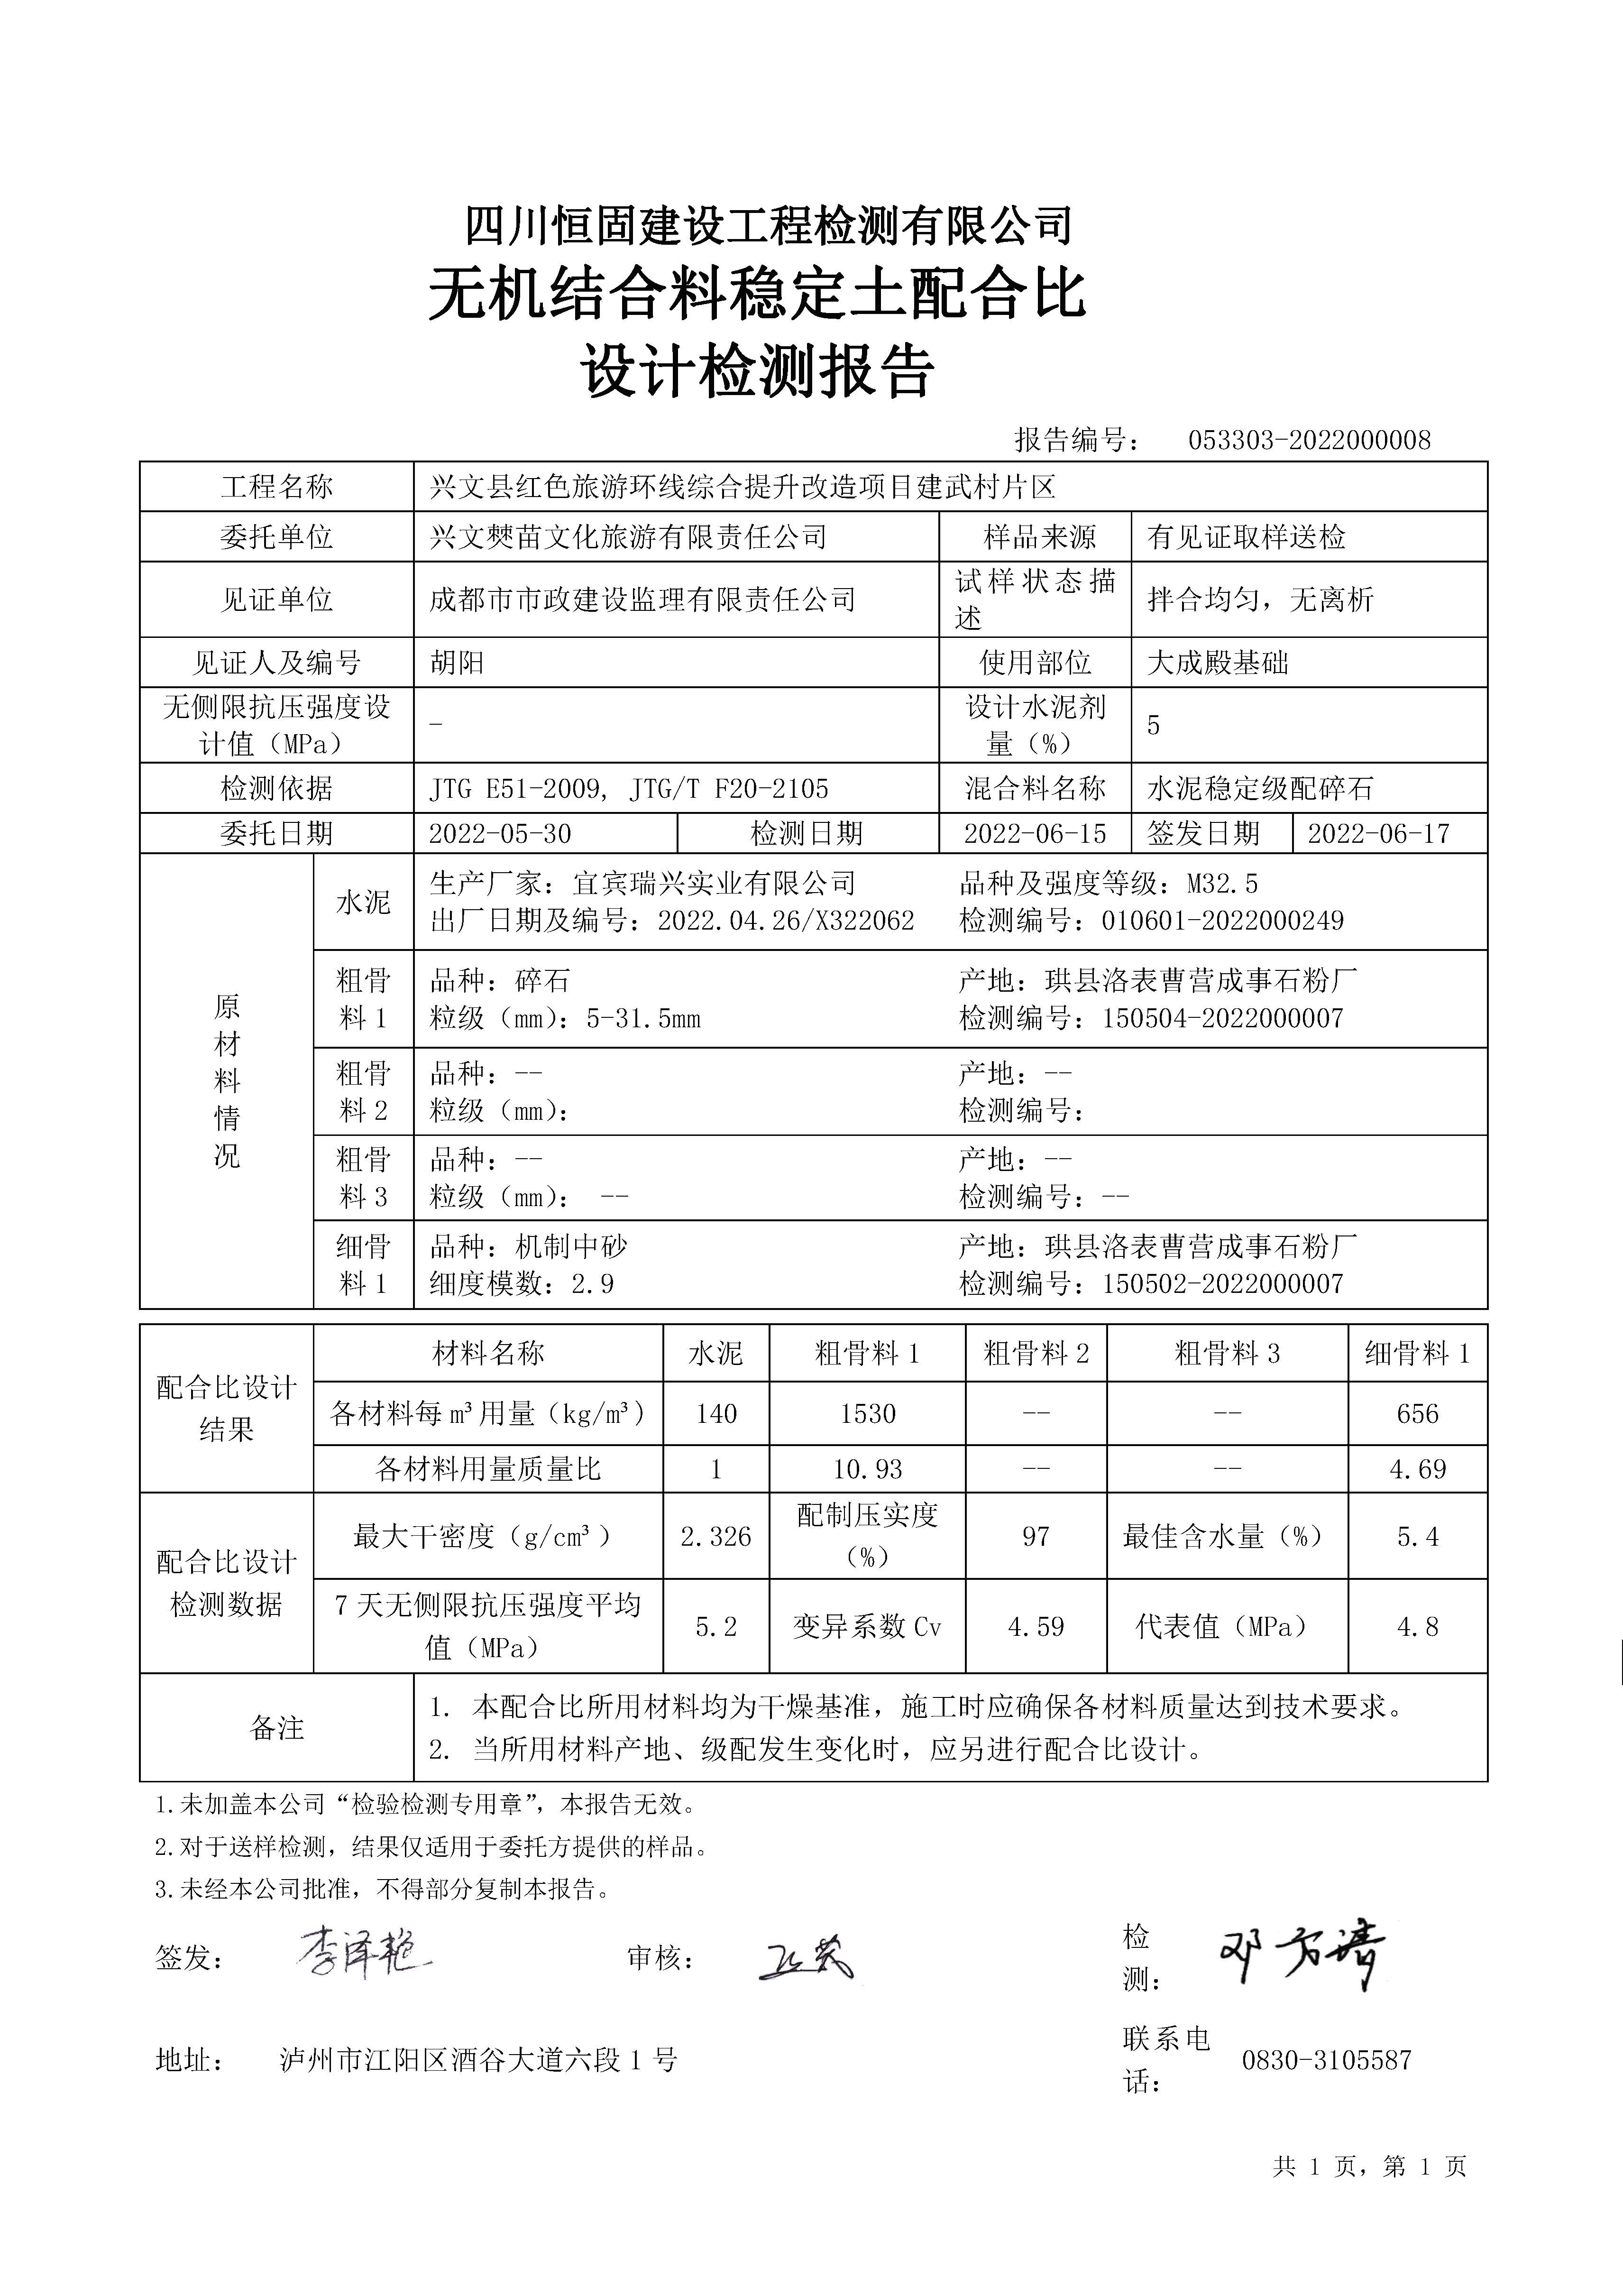 四川恒固建设工程检测有限公司
无机结合料稳定土配合比
设计检测报告
报告编号： 053303-2022000008
工程名称 兴文县红色旅游环线综合提升改造项目建武村片区
委托单位 兴文僰苗文化旅游有限责任公司 样品来源 有见证取样送检
见证单位 成都市市政建设监理有限责任公司 试样状态描
述 拌合均匀，无离析
见证人及编号 胡阳 使用部位 大成殿基础
无侧限抗压强度设
计值（MPa） - 设计水泥剂
量（%） 5
检测依据 JTG E51-2009, JTG/T F20-2105 混合料名称 水泥稳定级配碎石
委托日期 2022-05-30 检测日期 2022-06-15 签发日期 2022-06-17
原
材
料
情
况
水泥 生产厂家：宜宾瑞兴实业有限公司 品种及强度等级：M32.5
出厂日期及编号：2022.04.26/X322062 检测编号：010601-2022000249
粗骨 品种：碎石 产地：珙县洛表曹营成事石粉厂
料1 粒级（mm）：5-31.5mm 检测编号：150504-2022000007
粗骨 品种：-- 产地：--
料2 粒级（mm）： 检测编号：
粗骨 品种：-- 产地：--
料3 粒级（mm）： -- 检测编号：--
细骨 品种：机制中砂 产地：珙县洛表曹营成事石粉厂
料1 细度模数：2.9 检测编号：150502-2022000007
配合比设计
结果
材料名称 水泥 粗骨料1 粗骨料2 粗骨料3 细骨料1
各材料每m³用量（kg/m³） 140 1530 -- -- 656
各材料用量质量比 1 10.93 -- -- 4.69
配合比设计
检测数据
最大干密度（g/cm³） 2.326 配制压实度
（%） 97 最佳含水量（%） 5.4
7天无侧限抗压强度平均
值（MPa） 5.2 变异系数Cv 4.59 代表值（MPa） 4.8
备注 1. 本配合比所用材料均为干燥基准，施工时应确保各材料质量达到技术要求。
2. 当所用材料产地、级配发生变化时，应另进行配合比设计。
1.未加盖本公司“检验检测专用章”，本报告无效。
2.对于送样检测，结果仅适用于委托方提供的样品。
3.未经本公司批准，不得部分复制本报告。
签发： 李泽艳 审核： 检
测： 邓方清
地址： 泸州市江阳区酒谷大道六段1号 联系电
话： 0830-3105587
共 1 页，第 1 页